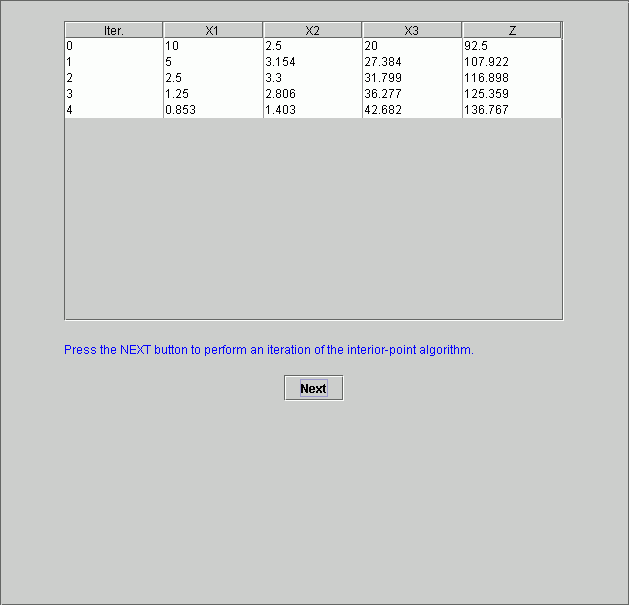 Iter. X1 X2 X3 Z
0 10 2.5 20 92.5
1 5 3.154 27.384 107.922
2 2.5 3.3 31.799 116.898
3 1.25 2.806 36.277 125.359
4 0.853 1.403 42.682 136.767
Press the NEXT button to perform an iteration of the interior-point algorithm.
Next